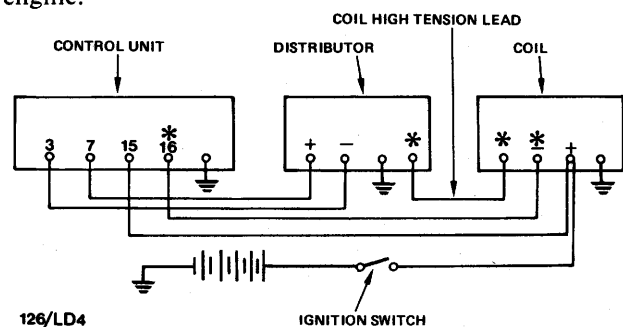 engine.
COIL HIGH TENSION LEAD
CONTROL UNIT
DISTRIBUTOR
COIL
3 7 15 16 *
+ − *
* * − +
126/LD4
IGNITION SWITCH